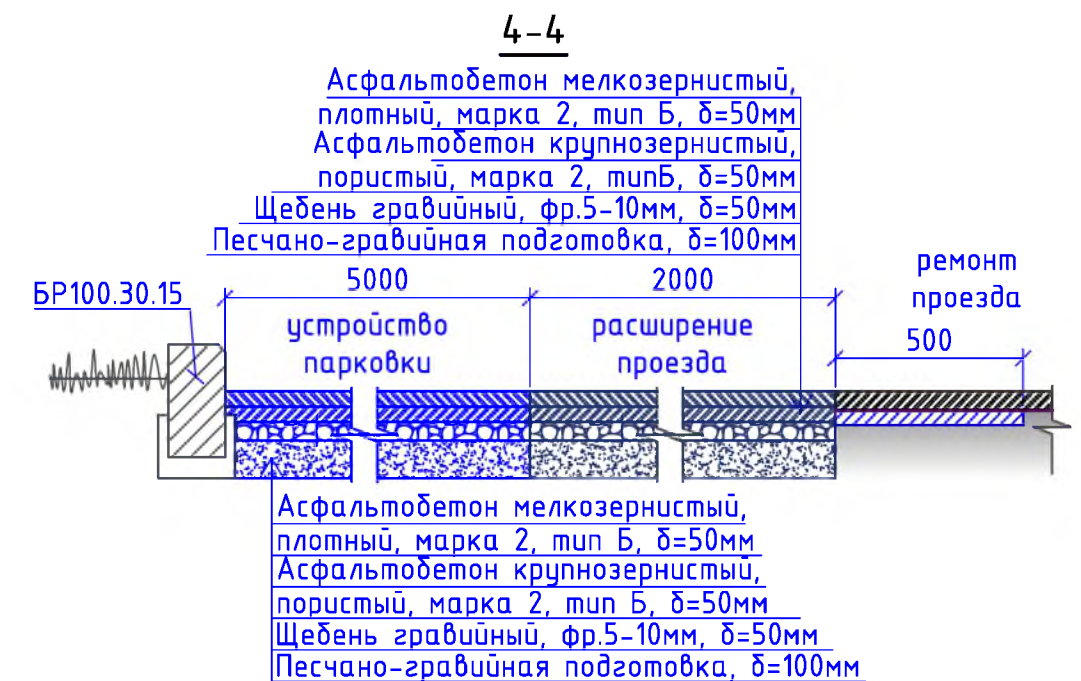 4-4
Асфальтобетон мелкозернистый,
плотный, марка 2, тип Б, δ=50мм
Асфальтобетон крупнозернистый,
пористый, марка 2, типБ, δ=50мм
Щебень гравийный, фр.5-10мм, δ=50мм
Песчано-гравийная подготовка, δ=100мм
БР100.30.15
5000
2000
ремонт
проезда
500
устройство
парковки
расширение
проезда
Асфальтобетон мелкозернистый,
плотный, марка 2, тип Б, δ=50мм
Асфальтобетон крупнозернистый,
пористый, марка 2, тип Б, δ=50мм
Щебень гравийный, фр.5-10мм, δ=50мм
Песчано-гравийная подготовка, δ=100мм